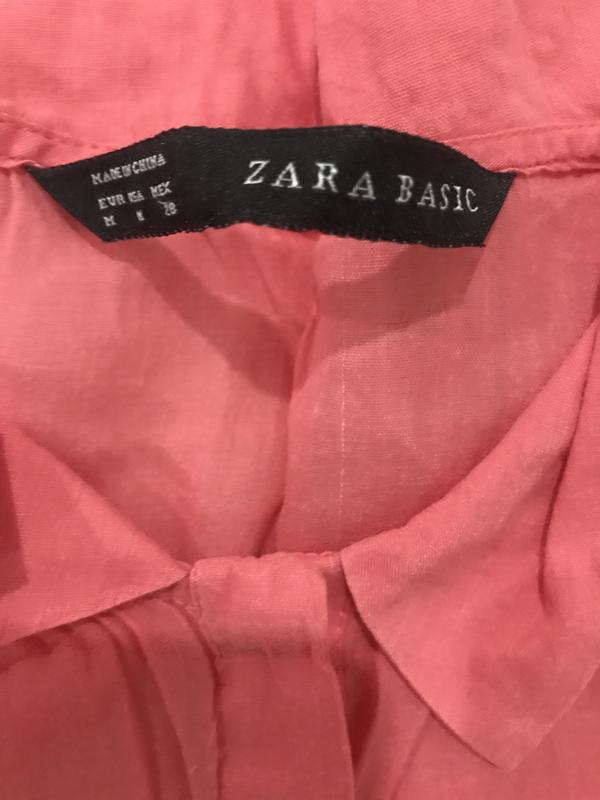 MADE IN CHINA
EUR USA MEX
M M 28
ZARA BASIC